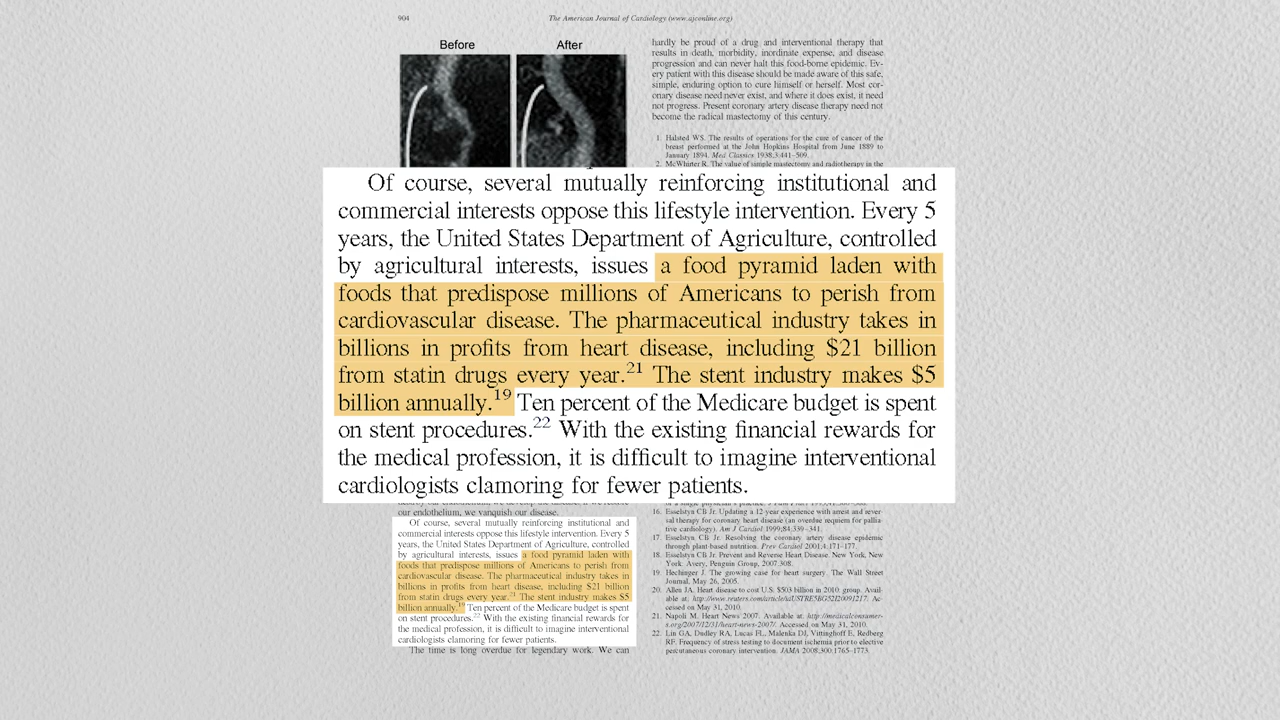 904
The American Journal of Cardiology (www.ajconline.org)
Before
After
hardly be proud of a drug and interventional therapy that
results in death, morbidity, inordinate expense, and disease
progression and can never halt this food-borne epidemic. Ev-
ery patient with this disease should be made aware of this safe,
simple, enduring option to cure himself or herself. Most cor-
onary disease need never exist, and where it does exist, it need
not progress. Present coronary artery disease therapy need not
become the radical mastectomy of this century.
1. Halsted WS. The results of operations for the cure of cancer of the
breast performed at the John Hopkins Hospital from June 1889 to
January 1894. Med Classics 1938;3:441–509.
2. McWhirter R. The value of simple mastectomy and radiotherapy in the
Of course, several mutually reinforcing institutional and
commercial interests oppose this lifestyle intervention. Every 5
years, the United States Department of Agriculture, controlled
by agricultural interests, issues a food pyramid laden with
foods that predispose millions of Americans to perish from
cardiovascular disease. The pharmaceutical industry takes in
billions in profits from heart disease, including $21 billion
from statin drugs every year.21 The stent industry makes $5
billion annually.19 Ten percent of the Medicare budget is spent
on stent procedures.22 With the existing financial rewards for
the medical profession, it is difficult to imagine interventional
cardiologists clamoring for fewer patients.
our endothelium, we vanquish our disease.
Of course, several mutually reinforcing institutional and
commercial interests oppose this lifestyle intervention. Every 5
years, the United States Department of Agriculture, controlled
by agricultural interests, issues a food pyramid laden with
foods that predispose millions of Americans to perish from
cardiovascular disease. The pharmaceutical industry takes in
billions in profits from heart disease, including $21 billion
from statin drugs every year.21 The stent industry makes $5
billion annually.19 Ten percent of the Medicare budget is spent
on stent procedures.22 With the existing financial rewards for
the medical profession, it is difficult to imagine interventional
cardiologists clamoring for fewer patients.
The time is long overdue for legendary work. We can
16. Esselstyn CB Jr. Updating a 12-year experience with arrest and rever-
sal therapy for coronary heart disease (an overdue requiem for pallia-
tive cardiology). Am J Cardiol 1999;84:339–341.
17. Esselstyn CB Jr. Resolving the coronary artery disease epidemic
through plant-based nutrition. Prev Cardiol 2001;4:171–177.
18. Esselstyn CB Jr. Prevent and Reverse Heart Disease. New York, New
York: Avery, Penguin Group, 2007:308.
19. Hechinger J. The growing case for heart surgery. The Wall Street
Journal, May 26, 2005.
20. Allen JA. Heart disease to cost U.S. $503 billion in 2010: group. Avail-
able at: http://www.reuters.com/article/idUSTRE5BG52I20091217. Ac-
cessed on May 31, 2010.
21. Napoli M. Heart News 2007. Available at: http://medicalconsumer-
s.org/2007/12/31/heart-news-2007/. Accessed on May 31, 2010.
22. Lin GA, Dudley RA, Lucas FL, Malenka DJ, Vittinghoff E, Redberg
RF. Frequency of stress testing to document ischemia prior to elective
percutaneous coronary intervention. JAMA 2008;300:1765–1773.